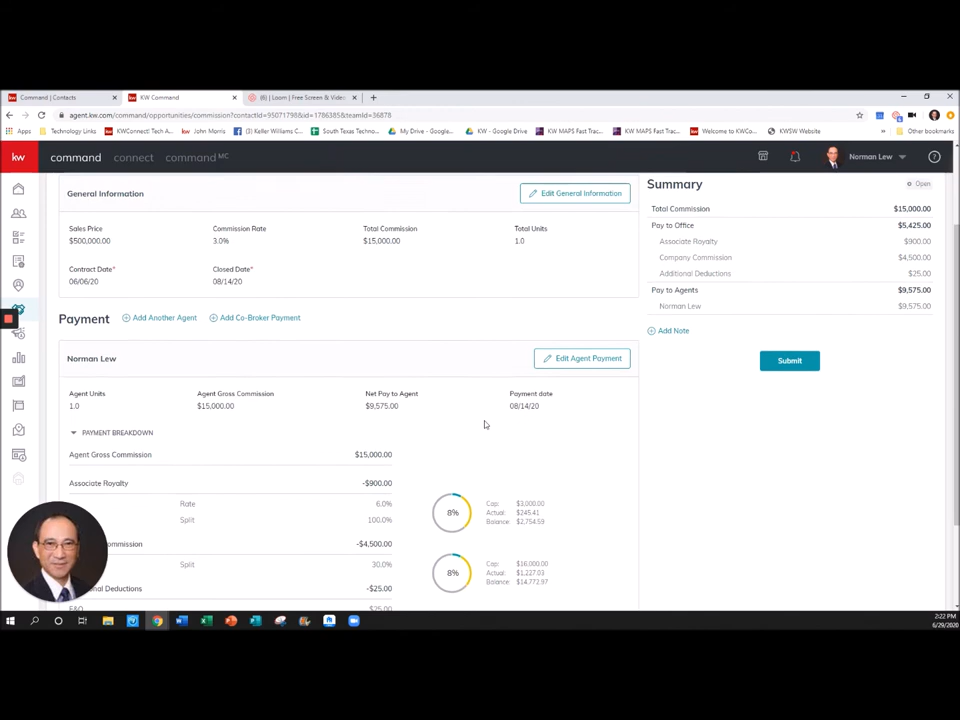 Command | Contacts
KW Command
(6) | Loom | Free Screen & Video
agent.kw.com/command/opportunities/commission?contactId=95071798&id=1786385&teamId=36878
Apps
Technology Links
KWConnect! Tech A...
John Morris
(3) Keller Williams C...
South Texas Techno...
My Drive - Google...
KW - Google Drive
KW MAPS Fast Trac...
KW MAPS Fast Trac...
Welcome to KWCo...
KWSW Website
»
Other bookmarks
kw
command
connect
command MC
Norman Lew
General Information
Edit General Information
Sales Price
Commission Rate
Total Commission
Total Units
$500,000.00
3.0%
$15,000.00
1.0
Contract Date*
Closed Date*
06/06/20
08/14/20
Payment
Add Another Agent
Add Co-Broker Payment
Norman Lew
Edit Agent Payment
Agent Units
Agent Gross Commission
Net Pay to Agent
Payment date
1.0
$15,000.00
$9,575.00
08/14/20
PAYMENT BREAKDOWN
Agent Gross Commission
$15,000.00
Associate Royalty
-$900.00
Rate
6.0%
Split
100.0%
8%
Cap: $3,000.00
Actual: $245.41
Balance: $2,754.59
ommission
-$4,500.00
Split
30.0%
8%
Cap: $16,000.00
Actual: $1,227.03
Balance: $14,772.97
onal Deductions
-$25.00
E&O
$25.00
Summary
Open
Total Commission
$15,000.00
Pay to Office
$5,425.00
Associate Royalty
$900.00
Company Commission
$4,500.00
Additional Deductions
$25.00
Pay to Agents
$9,575.00
Norman Lew
$9,575.00
Add Note
Submit
2:22 PM
6/29/2020